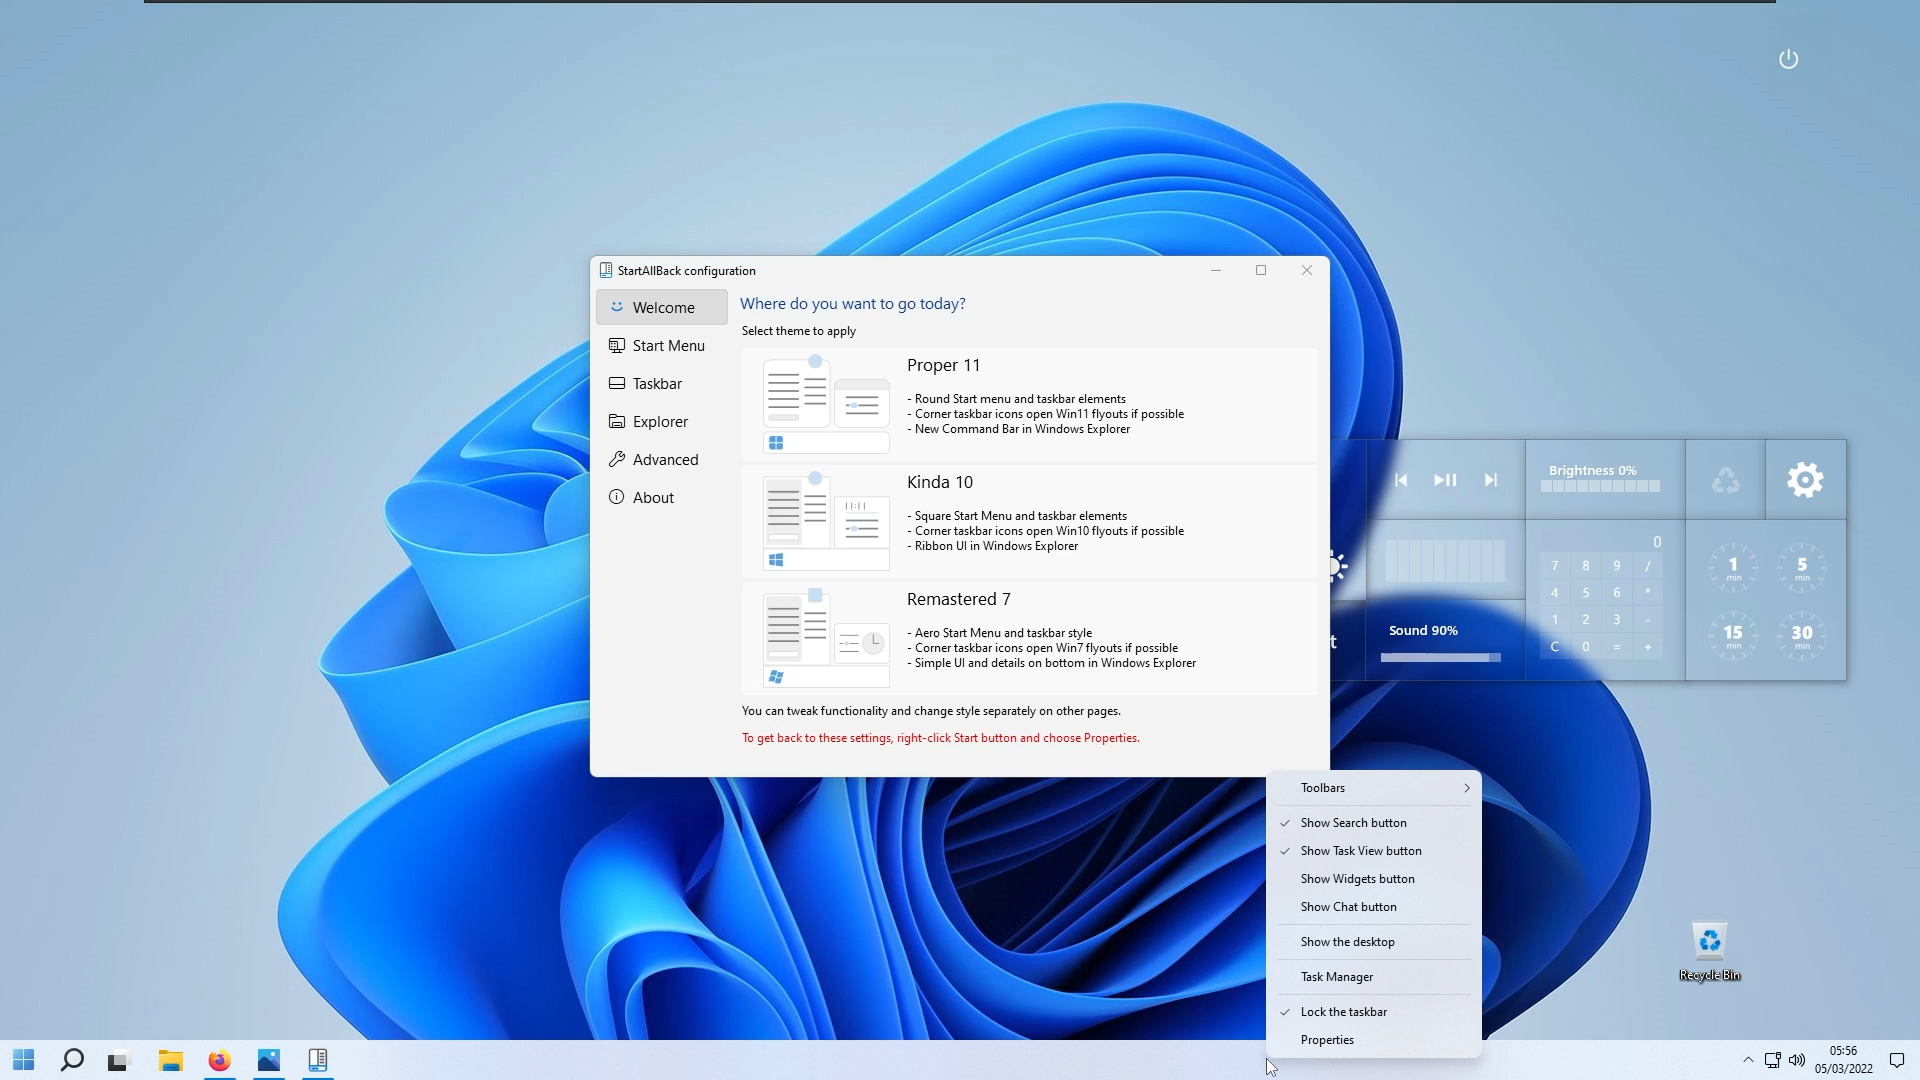 StartAllBack configuration
Welcome
Start Menu
Taskbar
Explorer
Advanced
About
Where do you want to go today?
Select theme to apply
Proper 11
- Round Start menu and taskbar elements
- Corner taskbar icons open Win11 flyouts if possible
- New Command Bar in Windows Explorer
Kinda 10
- Square Start Menu and taskbar elements
- Corner taskbar icons open Win10 flyouts if possible
- Ribbon UI in Windows Explorer
11:11
Remastered 7
- Aero Start Menu and taskbar style
- Corner taskbar icons open Win7 flyouts if possible
- Simple UI and details on bottom in Windows Explorer
You can tweak functionality and change style separately on other pages.
To get back to these settings, right-click Start button and choose Properties.
Brightness 0%
t
Sound 90%
0
7 8 9 /
4 5 6 *
1 2 3 -
C 0 = +
1 min
5 min
15 min
30 min
Toolbars
Show Search button
Show Task View button
Show Widgets button
Show Chat button
Show the desktop
Task Manager
Lock the taskbar
Properties
Recycle Bin
05:56
05/03/2022